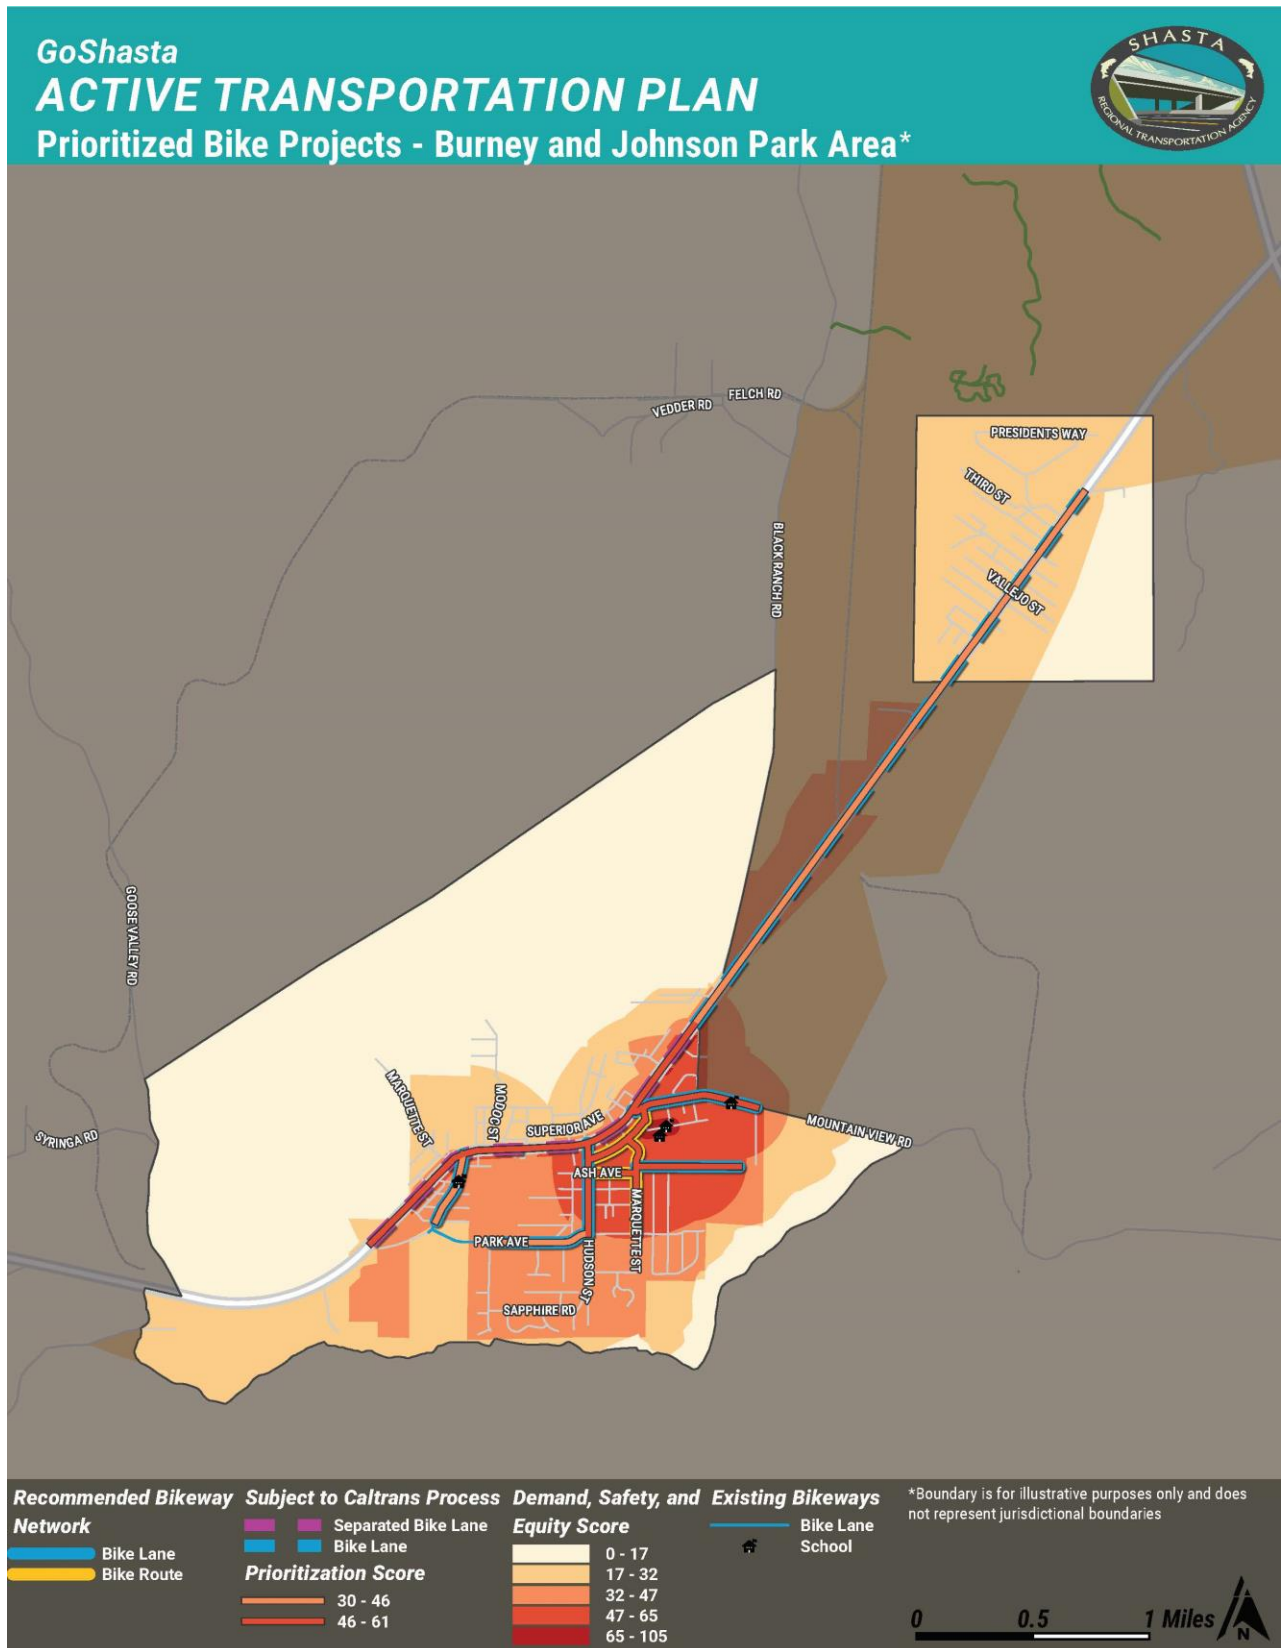 GoShasta
ACTIVE TRANSPORTATION PLAN
Prioritized Bike Projects - Burney and Johnson Park Area*
SHASTA
REGIONAL TRANSPORTATION AGENCY
FELCH RD
VEDDER RD
PRESIDENTS WAY
THIRD ST
BLACK RANCH RD
VALLEJO ST
GOOSE VALLEY RD
MARQUETTE ST
MODOC ST
SUPERIOR AVE
MOUNTAIN VIEW RD
SYRINGA RD
ASH AVE
MARQUETTE ST
PARK AVE
HUDSON ST
SAPPHIRE RD
Recommended Bikeway
Network
Bike Lane
Bike Route
Subject to Caltrans Process
Separated Bike Lane
Bike Lane
Prioritization Score
30 - 46
46 - 61
Demand, Safety, and
Equity Score
0 - 17
17 - 32
32 - 47
47 - 65
65 - 105
Existing Bikeways
Bike Lane
School
*Boundary is for illustrative purposes only and does
not represent jurisdictional boundaries
0 0.5 1 Miles
N